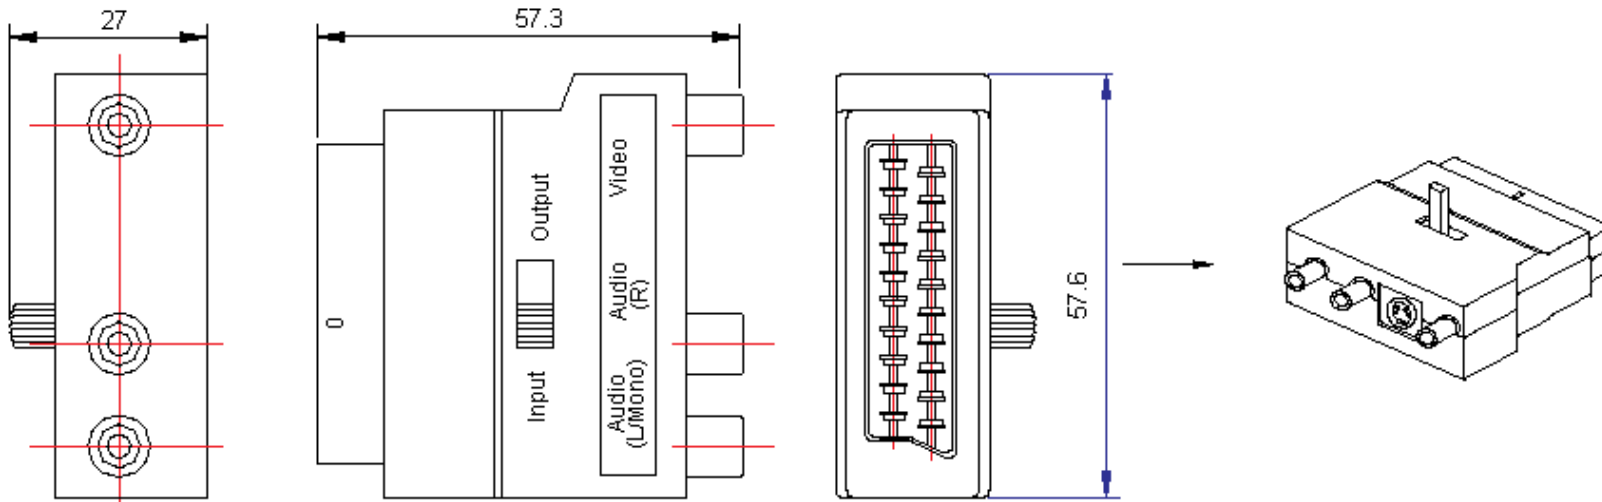 27
57.3
0
Input
Output
Audio
(L/Mono)
Audio
(R)
Video
57.6